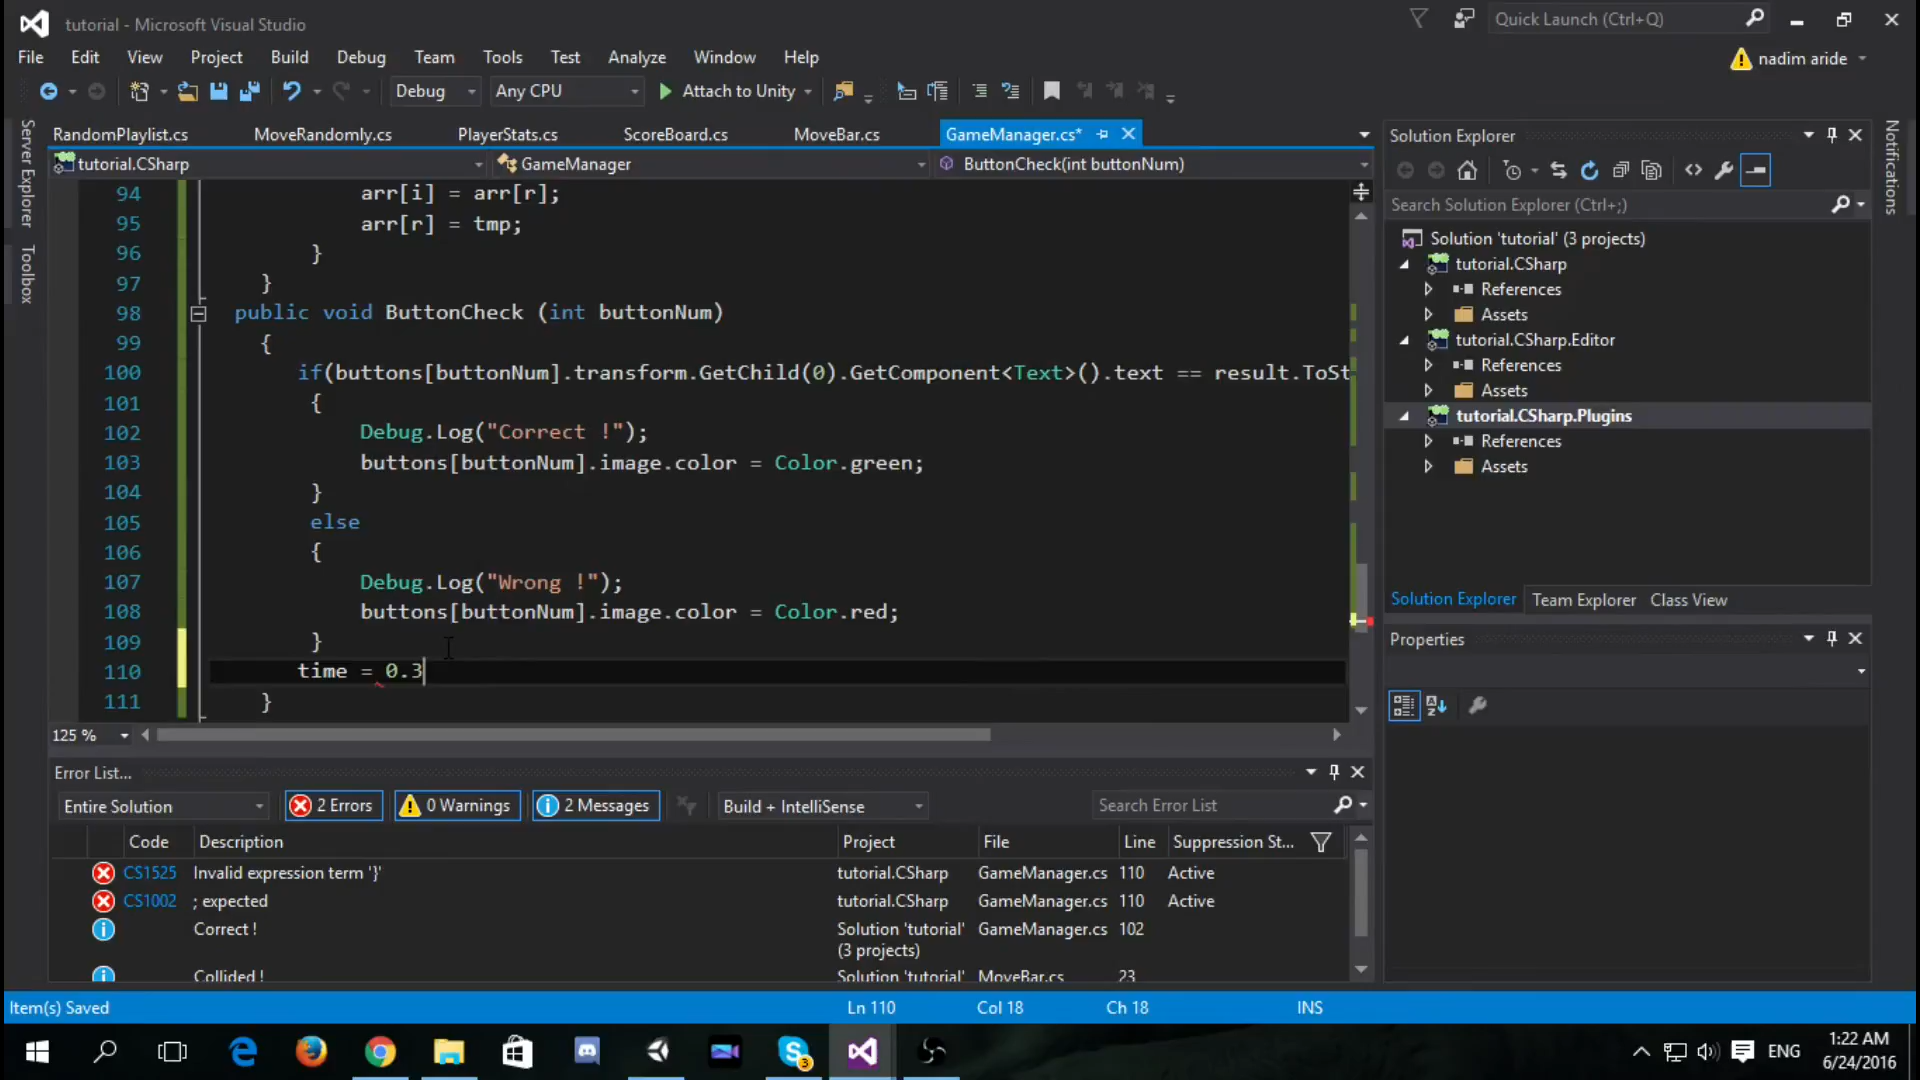 tutorial - Microsoft Visual Studio
Quick Launch (Ctrl+Q)
File Edit View Project Build Debug Team Tools Test Analyze Window Help
nadim aride
Debug Any CPU Attach to Unity
Server Explorer
Toolbox
RandomPlaylist.cs MoveRandomly.cs PlayerStats.cs ScoreBoard.cs MoveBar.cs GameManager.cs*
tutorial.CSharp GameManager ButtonCheck(int buttonNum)
94 arr[i] = arr[r];
95 arr[r] = tmp;
96 }
97 }
98 public void ButtonCheck (int buttonNum)
99 {
100 if(buttons[buttonNum].transform.GetChild(0).GetComponent<Text>().text == result.ToSt
101 {
102 Debug.Log("Correct !");
103 buttons[buttonNum].image.color = Color.green;
104 }
105 else
106 {
107 Debug.Log("Wrong !");
108 buttons[buttonNum].image.color = Color.red;
109 }
110 time = 0.3
111 }
125 %
Solution Explorer
Search Solution Explorer (Ctrl+;)
Solution 'tutorial' (3 projects)
tutorial.CSharp
References
Assets
tutorial.CSharp.Editor
References
Assets
tutorial.CSharp.Plugins
References
Assets
Solution Explorer Team Explorer Class View
Properties
Notifications
Error List...
Entire Solution 2 Errors 0 Warnings 2 Messages Build + IntelliSense Search Error List
Code Description Project File Line Suppression St...
CS1525 Invalid expression term '}' tutorial.CSharp GameManager.cs 110 Active
CS1002 ; expected tutorial.CSharp GameManager.cs 110 Active
Correct ! Solution 'tutorial' GameManager.cs 102
(3 projects)
Collided ! Solution 'tutorial' MoveBar.cs 23
Item(s) Saved Ln 110 Col 18 Ch 18 INS
3
ENG
1:22 AM
6/24/2016